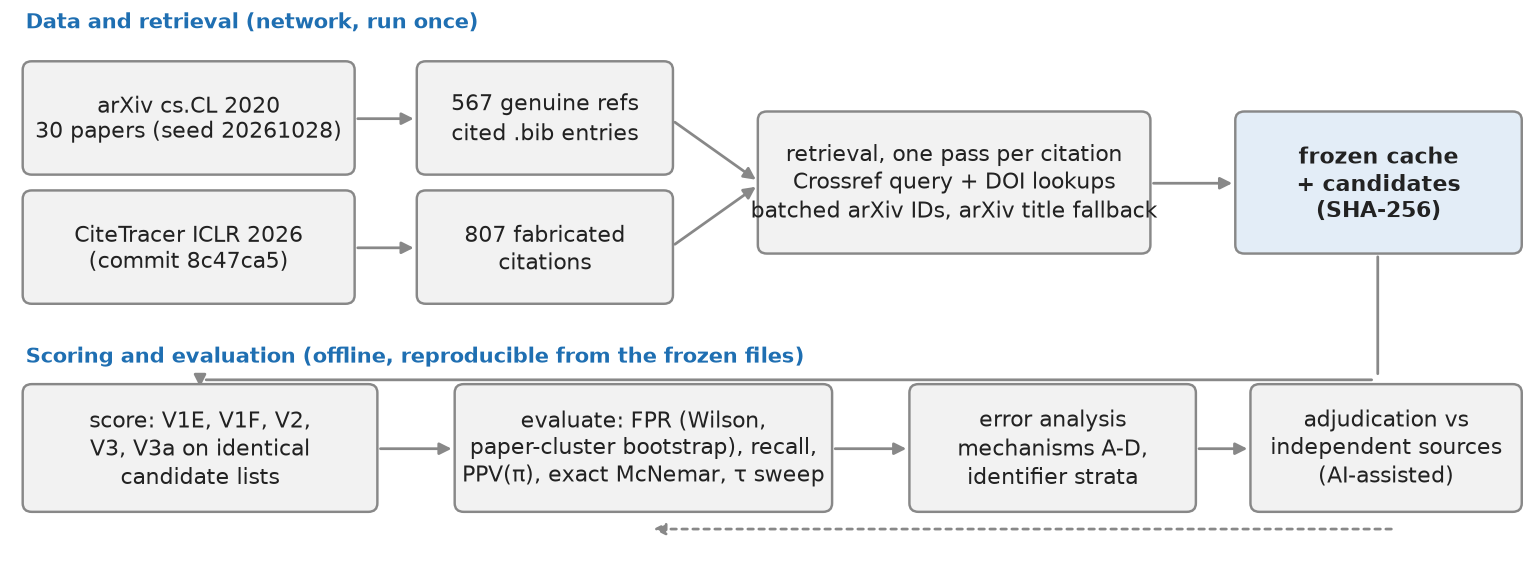 Data and retrieval (network, run once)
arXiv cs.CL 2020
30 papers (seed 20261028)
567 genuine refs
cited .bib entries
CiteTracer ICLR 2026
(commit 8c47ca5)
807 fabricated
citations
retrieval, one pass per citation
Crossref query + DOI lookups
batched arXiv IDs, arXiv title fallback
frozen cache
+ candidates
(SHA-256)
Scoring and evaluation (offline, reproducible from the frozen files)
score: V1E, V1F, V2,
V3, V3a on identical
candidate lists
evaluate: FPR (Wilson,
paper-cluster bootstrap), recall,
PPV(π), exact McNemar, τ sweep
error analysis
mechanisms A-D,
identifier strata
adjudication vs
independent sources
(AI-assisted)